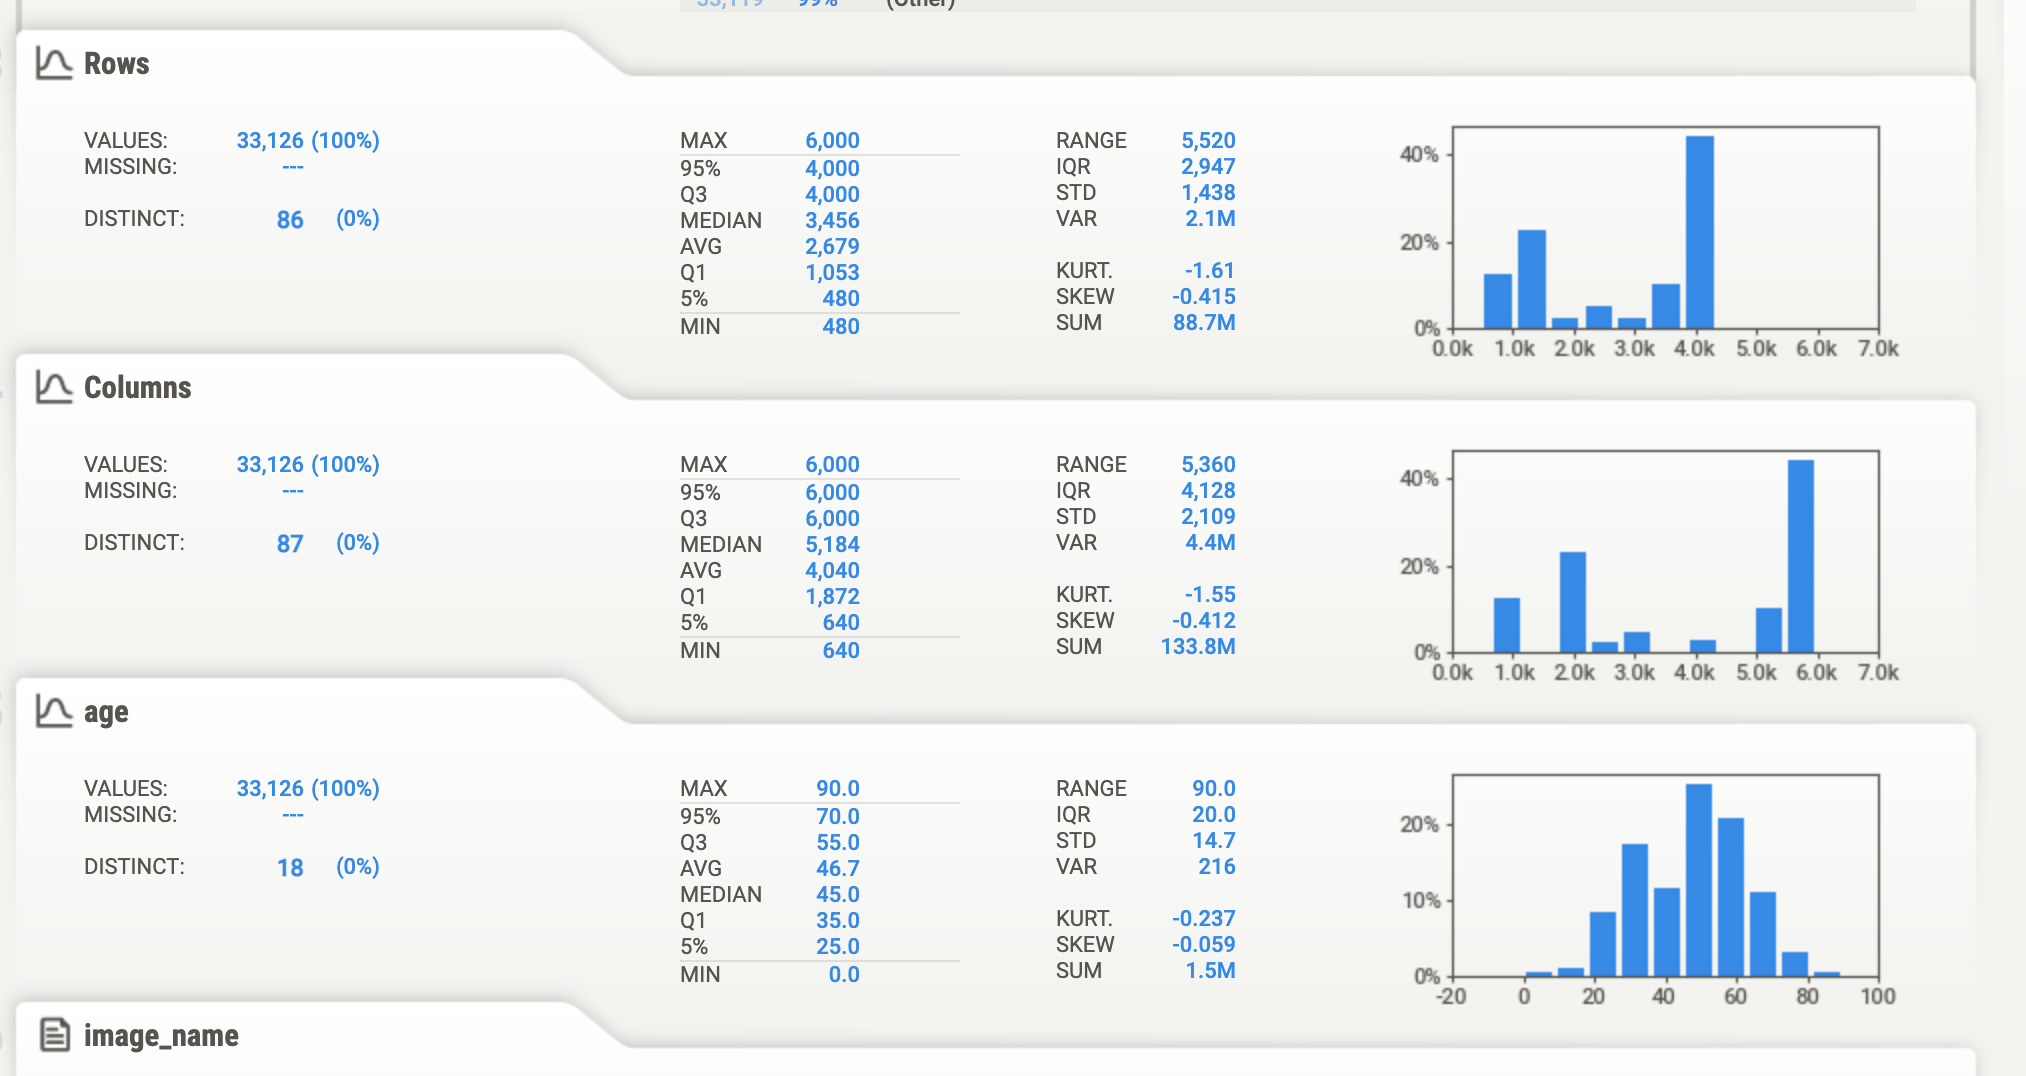 33,119 99% (Other)
Rows
VALUES: 33,126 (100%)
MISSING: ---
DISTINCT: 86 (0%)
MAX 6,000
95% 4,000
Q3 4,000
MEDIAN 3,456
AVG 2,679
Q1 1,053
5% 480
MIN 480
RANGE 5,520
IQR 2,947
STD 1,438
VAR 2.1M
KURT. -1.61
SKEW -0.415
SUM 88.7M
40%
20%
0%
0.0k 1.0k 2.0k 3.0k 4.0k 5.0k 6.0k 7.0k
Columns
VALUES: 33,126 (100%)
MISSING: ---
DISTINCT: 87 (0%)
MAX 6,000
95% 6,000
Q3 6,000
MEDIAN 5,184
AVG 4,040
Q1 1,872
5% 640
MIN 640
RANGE 5,360
IQR 4,128
STD 2,109
VAR 4.4M
KURT. -1.55
SKEW -0.412
SUM 133.8M
40%
20%
0%
0.0k 1.0k 2.0k 3.0k 4.0k 5.0k 6.0k 7.0k
age
VALUES: 33,126 (100%)
MISSING: ---
DISTINCT: 18 (0%)
MAX 90.0
95% 70.0
Q3 55.0
AVG 46.7
MEDIAN 45.0
Q1 35.0
5% 25.0
MIN 0.0
RANGE 90.0
IQR 20.0
STD 14.7
VAR 216
KURT. -0.237
SKEW -0.059
SUM 1.5M
20%
10%
0%
-20 0 20 40 60 80 100
image_name